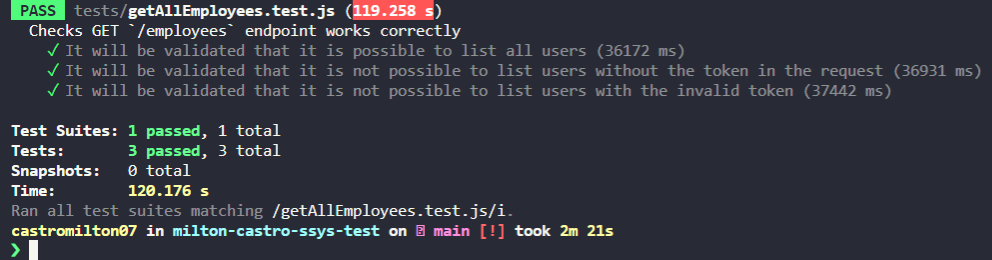 PASS tests/getAllEmployees.test.js (119.258 s)
Checks GET `/employees` endpoint works correctly
✓ It will be validated that it is possible to list all users (36172 ms)
✓ It will be validated that it is not possible to list users without the token in the request (36931 ms)
✓ It will be validated that it is not possible to list users with the invalid token (37442 ms)
Test Suites: 1 passed, 1 total
Tests: 3 passed, 3 total
Snapshots: 0 total
Time: 120.176 s
Ran all test suites matching /getAllEmployees.test.js/i.
castromilton07 in milton-castro-ssys-test on main [!] took 2m 21s
❯